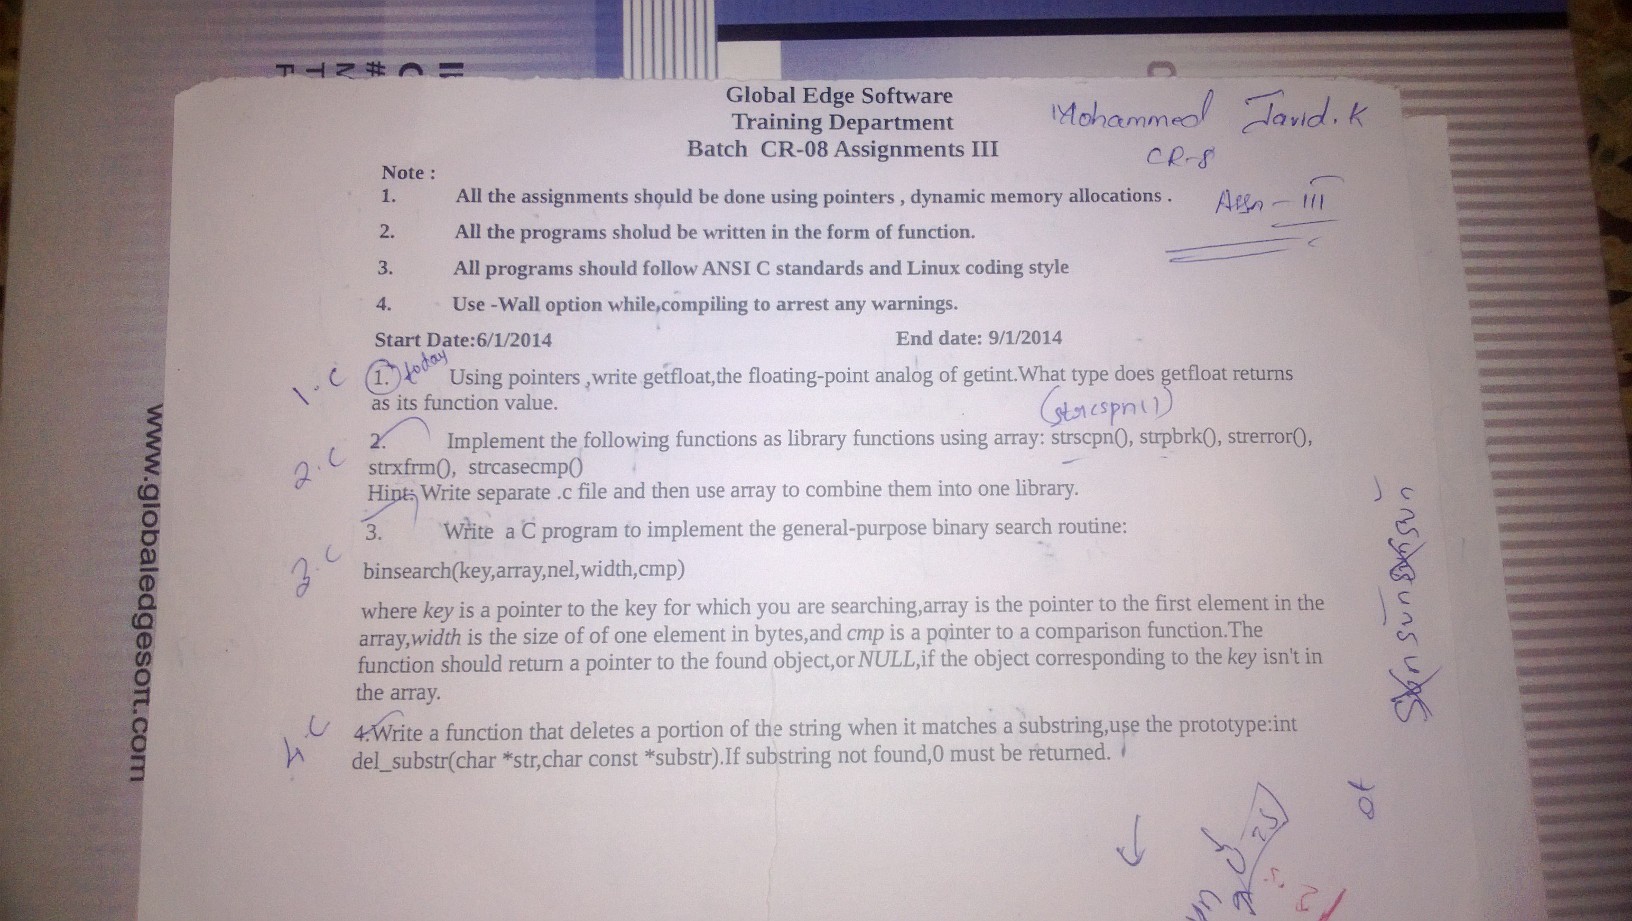 Global Edge Software
Training Department
Batch CR-08 Assignments III
Mohammed Javid.K
CR-8
Assn - III
Note :
1. All the assignments should be done using pointers , dynamic memory allocations .
2. All the programs sholud be written in the form of function.
3. All programs should follow ANSI C standards and Linux coding style
4. Use -Wall option while,compiling to arrest any warnings.
Start Date:6/1/2014 End date: 9/1/2014
today
1.C 1. Using pointers ,write getfloat,the floating-point analog of getint.What type does getfloat returns
as its function value.
(strcspn())
2.C 2. Implement the following functions as library functions using array: strscpn(), strpbrk(), strerror(),
strxfrm(), strcasecmp()
Hint: Write separate .c file and then use array to combine them into one library.
3.C 3. Write a C program to implement the general-purpose binary search routine:
binsearch(key,array,nel,width,cmp)
where key is a pointer to the key for which you are searching,array is the pointer to the first element in the
array,width is the size of of one element in bytes,and cmp is a pointer to a comparison function.The
function should return a pointer to the found object,or NULL,if the object corresponding to the key isn't in
the array.
4.C 4.Write a function that deletes a portion of the string when it matches a substring,use the prototype:int
del_substr(char *str,char const *substr).If substring not found,0 must be returned.
www.globaledgesoft.com